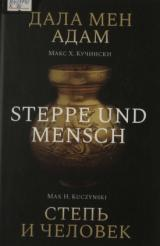 ДАЛА МЕН
АДАМ
МАКС Х. КУЧИНСКИ
STEPPE UND
MENSCH
MAX H. KUCZYNSKI
СТЕПЬ
И ЧЕЛОВЕК